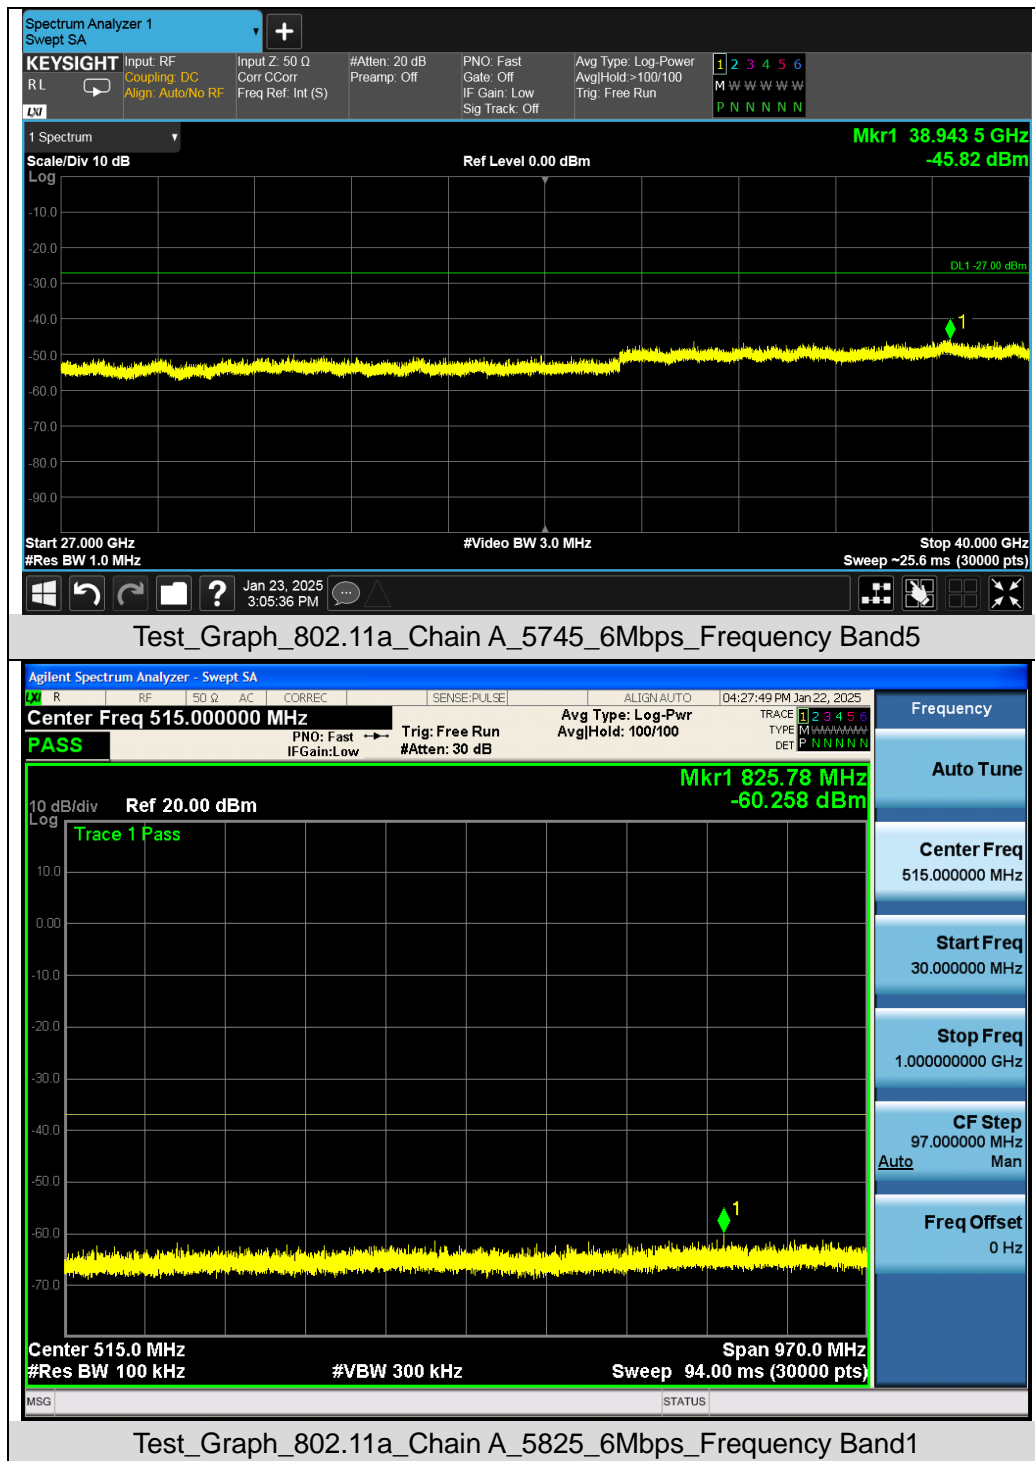 Spectrum Analyzer 1
Swept SA
KEYSIGHT
R L
LXI
Input: RF
Coupling: DC
Align: Auto/No RF
Input Z: 50 Ω
Corr CCorr
Freq Ref: Int (S)
#Atten: 20 dB
Preamp: Off
PNO: Fast
Gate: Off
IF Gain: Low
Sig Track: Off
Avg Type: Log-Power
Avg|Hold:>100/100
Trig: Free Run
1 2 3 4 5 6
M W W W W W
P N N N N N
1 Spectrum
Mkr1 38.943 5 GHz
-45.82 dBm
Scale/Div 10 dB
Ref Level 0.00 dBm
Log
-10.0
-20.0
DL1 -27.00 dBm
-30.0
-40.0
1
-50.0
-60.0
-70.0
-80.0
-90.0
Start 27.000 GHz
#Video BW 3.0 MHz
Stop 40.000 GHz
#Res BW 1.0 MHz
Sweep ~25.6 ms (30000 pts)
?
Jan 23, 2025
3:05:36 PM
Test_Graph_802.11a_Chain A_5745_6Mbps_Frequency Band5
Agilent Spectrum Analyzer - Swept SA
LXI R RF 50 Ω AC CORREC SENSE:PULSE ALIGN AUTO 04:27:49 PM Jan 22, 2025
Center Freq 515.000000 MHz
PASS
PNO: Fast
IFGain:Low
Trig: Free Run
#Atten: 30 dB
Avg Type: Log-Pwr
Avg|Hold: 100/100
TRACE 1 2 3 4 5 6
TYPE M W W W W W
DET P N N N N N
Mkr1 825.78 MHz
-60.258 dBm
10 dB/div Ref 20.00 dBm
Log
Trace 1 Pass
10.0
0.00
-10.0
-20.0
-30.0
-40.0
-50.0
1
-60.0
-70.0
Center 515.0 MHz
Span 970.0 MHz
#Res BW 100 kHz
#VBW 300 kHz
Sweep 94.00 ms (30000 pts)
MSG
STATUS
Frequency
Auto Tune
Center Freq
515.000000 MHz
Start Freq
30.000000 MHz
Stop Freq
1.000000000 GHz
CF Step
97.000000 MHz
Auto Man
Freq Offset
0 Hz
Test_Graph_802.11a_Chain A_5825_6Mbps_Frequency Band1